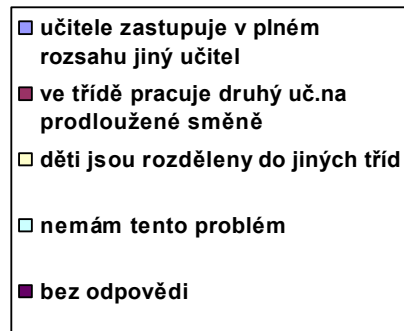 učitele zastupuje v plném
rozsahu jiný učitel
ve třídě pracuje druhý uč.na
prodloužené směně
děti jsou rozděleny do jiných tříd
nemám tento problém
bez odpovědi